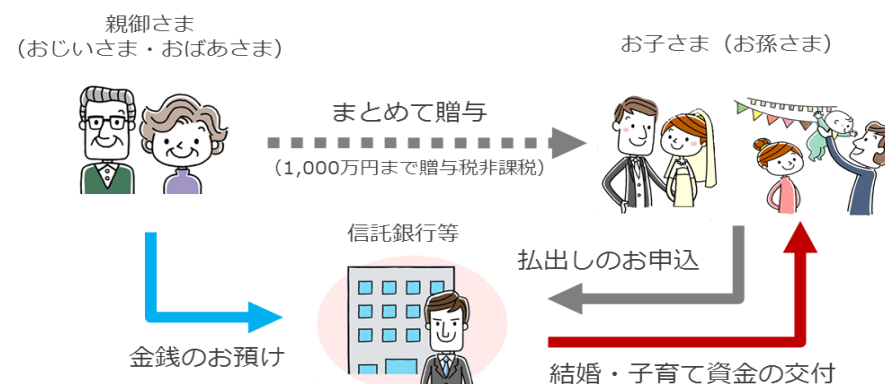 親御さま
(おじいさま・おばあさま)
お子さま（お孫さま）
まとめて贈与
(1,000万円まで贈与税非課税)
信託銀行等
払出しのお申込
金銭のお預け
結婚・子育て資金の交付